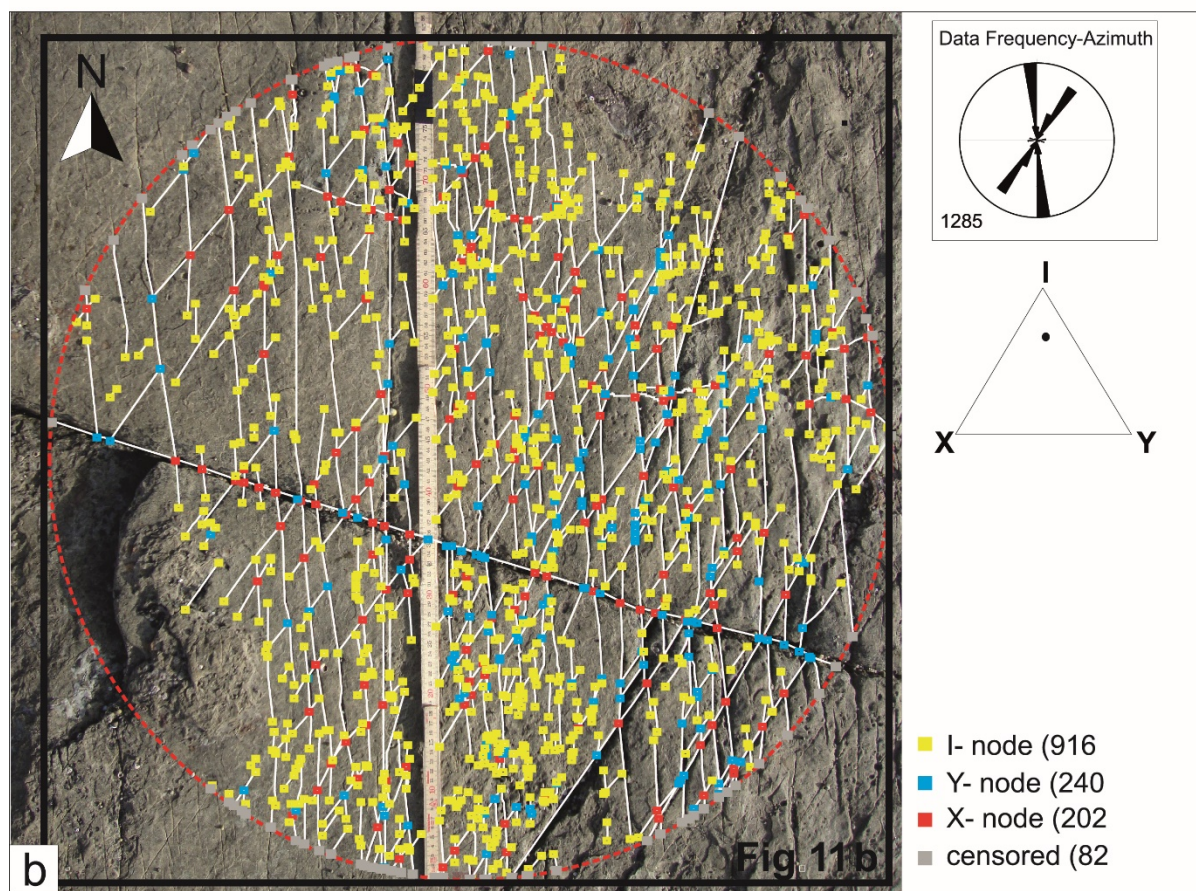 N
Data Frequency-Azimuth
1285
I
X
Y
I- node (916
Y- node (240
X- node (202
censored (82
b
Fig 11b